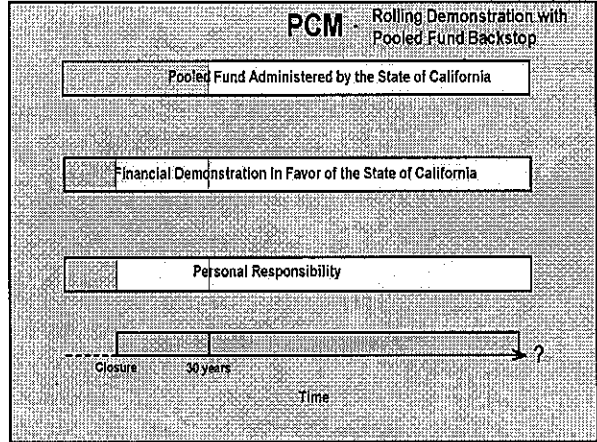 PCM - Rolling Demonstration with
Pooled Fund Backstop
Pooled Fund Administered by the State of California
Financial Demonstration In Favor of the State of California
Personal Responsibility
?
Closure 30 years
Time